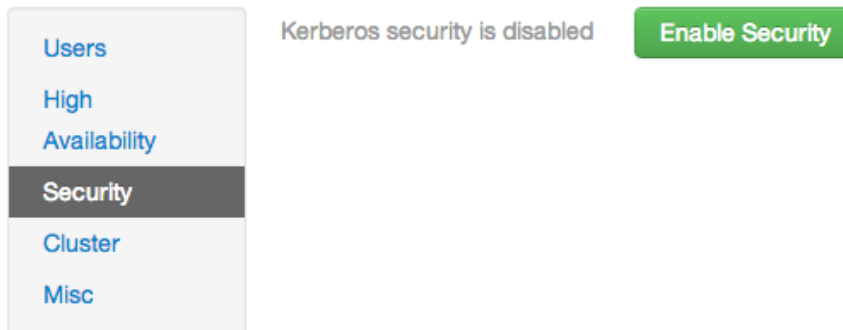 Users
High
Availability
Security
Cluster
Misc
Kerberos security is disabled
Enable Security